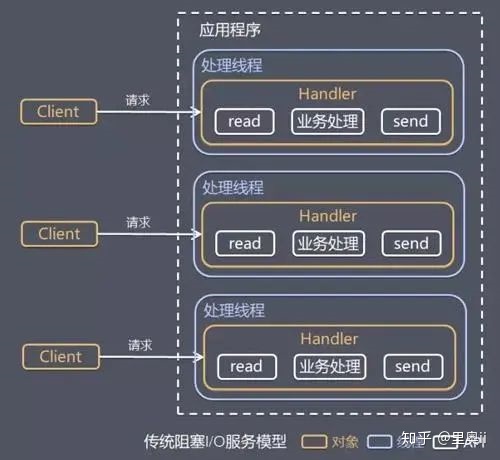 应用程序
处理线程
Handler
Client
请求
read
业务处理
send
处理线程
Handler
Client
请求
read
业务处理
send
处理线程
Handler
Client
请求
read
业务处理
send
传统阻塞I/O服务模型
对象
API
知乎